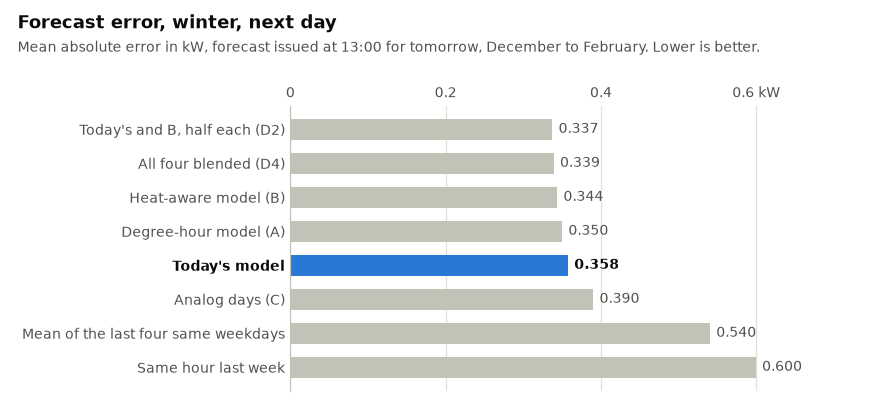 Forecast error, winter, next day
Mean absolute error in kW, forecast issued at 13:00 for tomorrow, December to February. Lower is better.
0 0.2 0.4 0.6 kW
Today's and B, half each (D2) 0.337
All four blended (D4) 0.339
Heat-aware model (B) 0.344
Degree-hour model (A) 0.350
Today's model 0.358
Analog days (C) 0.390
Mean of the last four same weekdays 0.540
Same hour last week 0.600